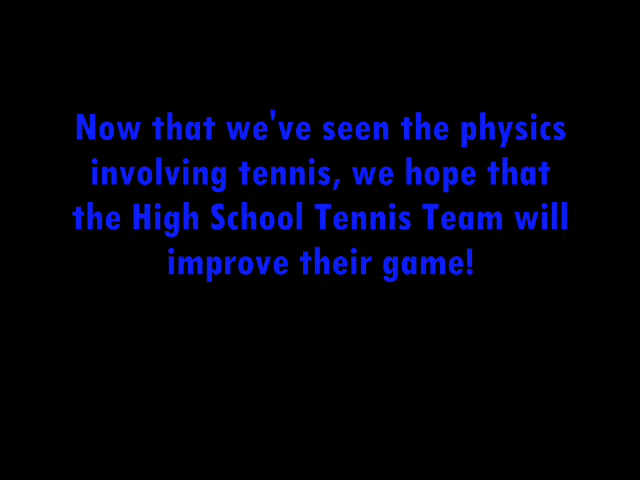 Now that we've seen the physics
involving tennis, we hope that
the High School Tennis Team will
improve their game!